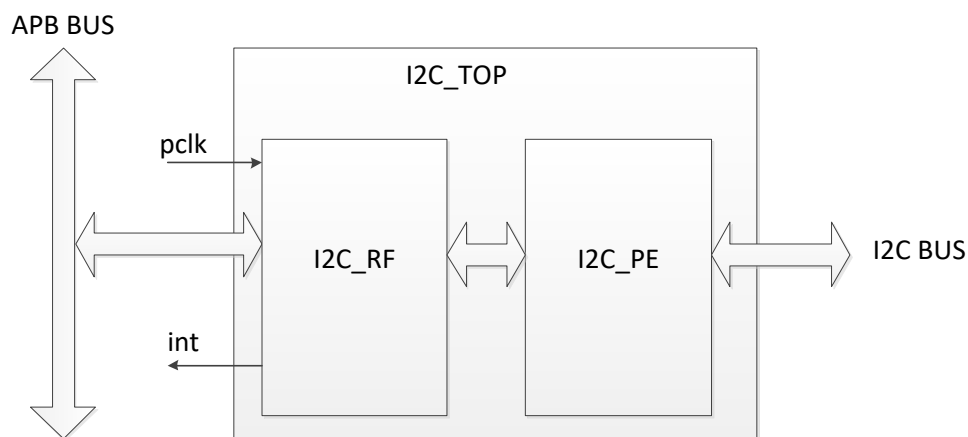 APB BUS
I2C_TOP
pclk
I2C_RF
I2C_PE
I2C BUS
int